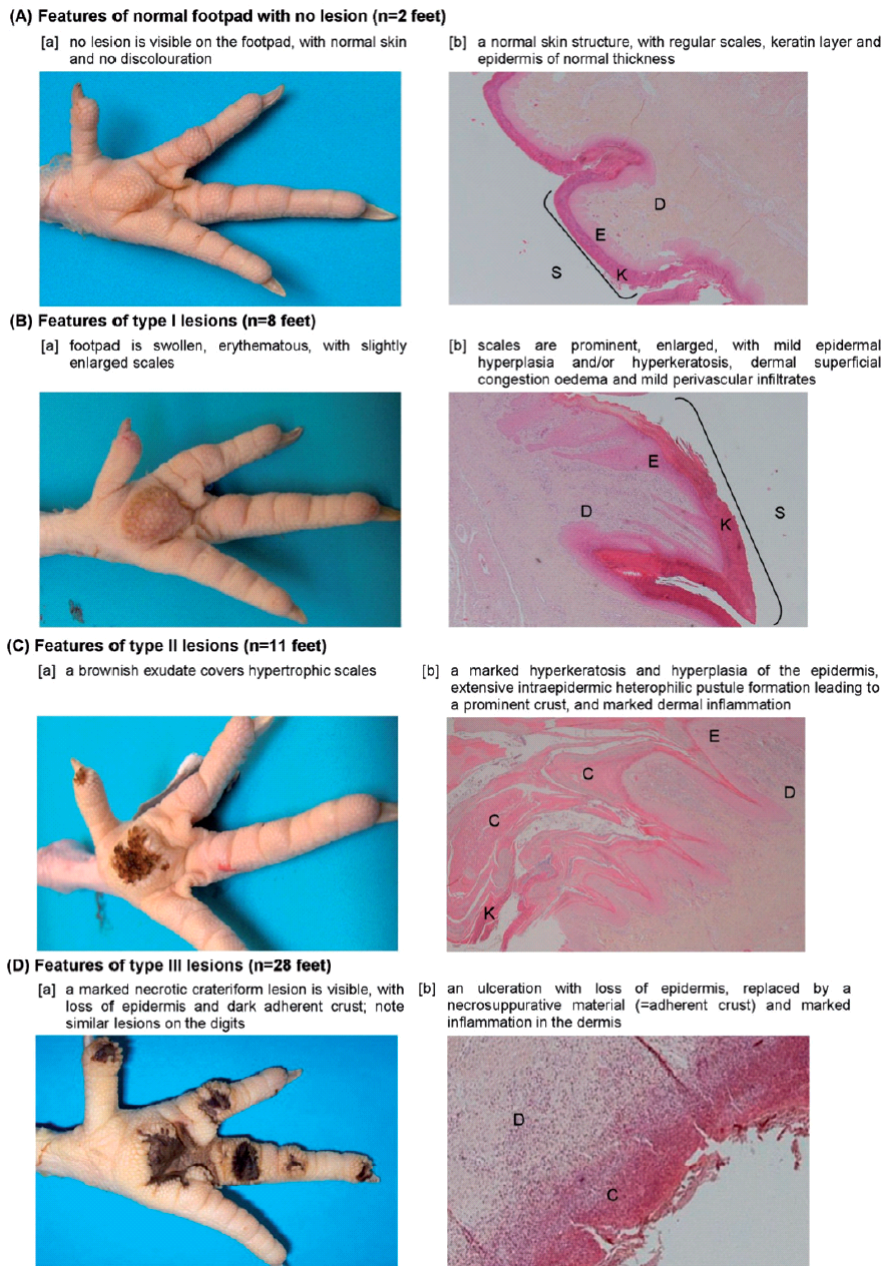 (A) Features of normal footpad with no lesion (n=2 feet)
[a] no lesion is visible on the footpad, with normal skin
and no discolouration
[b] a normal skin structure, with regular scales, keratin layer and
epidermis of normal thickness
D
E
S
K
(B) Features of type I lesions (n=8 feet)
[a] footpad is swollen, erythematous, with slightly
enlarged scales
[b] scales are prominent, enlarged, with mild epidermal
hyperplasia and/or hyperkeratosis, dermal superficial
congestion oedema and mild perivascular infiltrates
E
D
K
S
(C) Features of type II lesions (n=11 feet)
[a] a brownish exudate covers hypertrophic scales
[b] a marked hyperkeratosis and hyperplasia of the epidermis,
extensive intraepidermic heterophilic pustule formation leading to
a prominent crust, and marked dermal inflammation
E
C
D
C
K
(D) Features of type III lesions (n=28 feet)
[a] a marked necrotic crateriform lesion is visible, with
loss of epidermis and dark adherent crust; note
similar lesions on the digits
[b] an ulceration with loss of epidermis, replaced by a
necrosuppurative material (=adherent crust) and marked
inflammation in the dermis
D
C